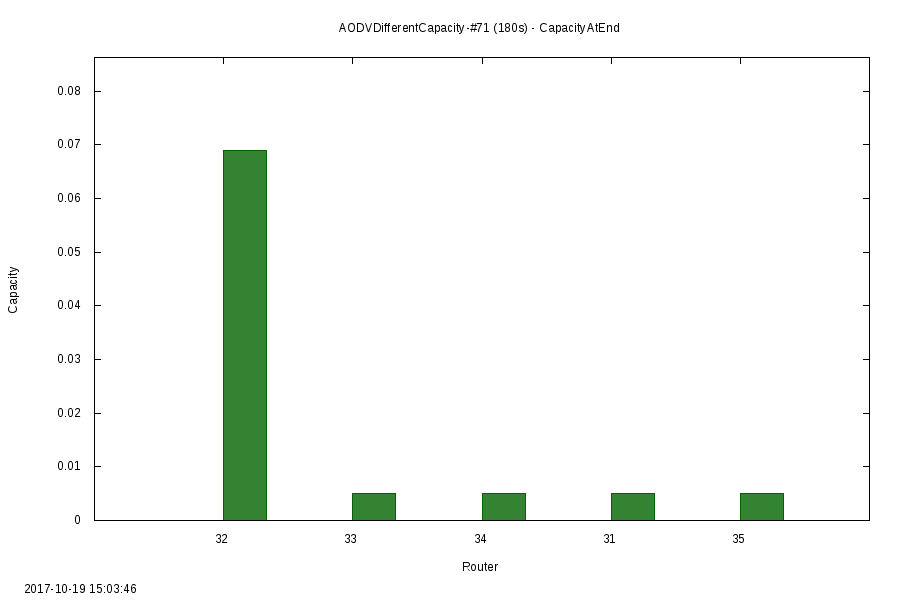 AODVDifferentCapacity-#71 (180s) - CapacityAtEnd
0.08
0.07
0.06
0.05
0.04
0.03
0.02
0.01
0
Capacity
32 33 34 31 35
Router
2017-10-19 15:03:46